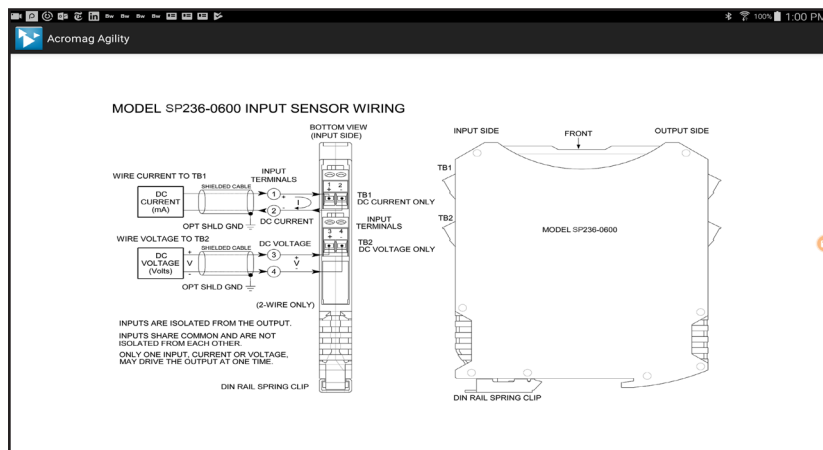 100% 1:00 PM
Acromag Agility
MODEL SP236-0600 INPUT SENSOR WIRING
BOTTOM VIEW
(INPUT SIDE)
INPUT SIDE
FRONT
OUTPUT SIDE
WIRE CURRENT TO TB1
INPUT
TERMINALS
SHIELDED CABLE
DC
CURRENT
(mA)
1
+
I
2
-
DC CURRENT
OPT SHLD GND
1 2
+ -
TB1
DC CURRENT ONLY
INPUT
TERMINALS
WIRE VOLTAGE TO TB2
SHIELDED CABLE
DC VOLTAGE
DC
VOLTAGE
(Volts)
+
V
-
3
+
V
-
4
OPT SHLD GND
3 4
+ -
TB2
DC VOLTAGE ONLY
(2-WIRE ONLY)
INPUTS ARE ISOLATED FROM THE OUTPUT.
INPUTS SHARE COMMON AND ARE NOT
ISOLATED FROM EACH OTHER.
ONLY ONE INPUT, CURRENT OR VOLTAGE,
MAY DRIVE THE OUTPUT AT ONE TIME.
DIN RAIL SPRING CLIP
TB1
TB2
MODEL SP236-0600
DIN RAIL SPRING CLIP